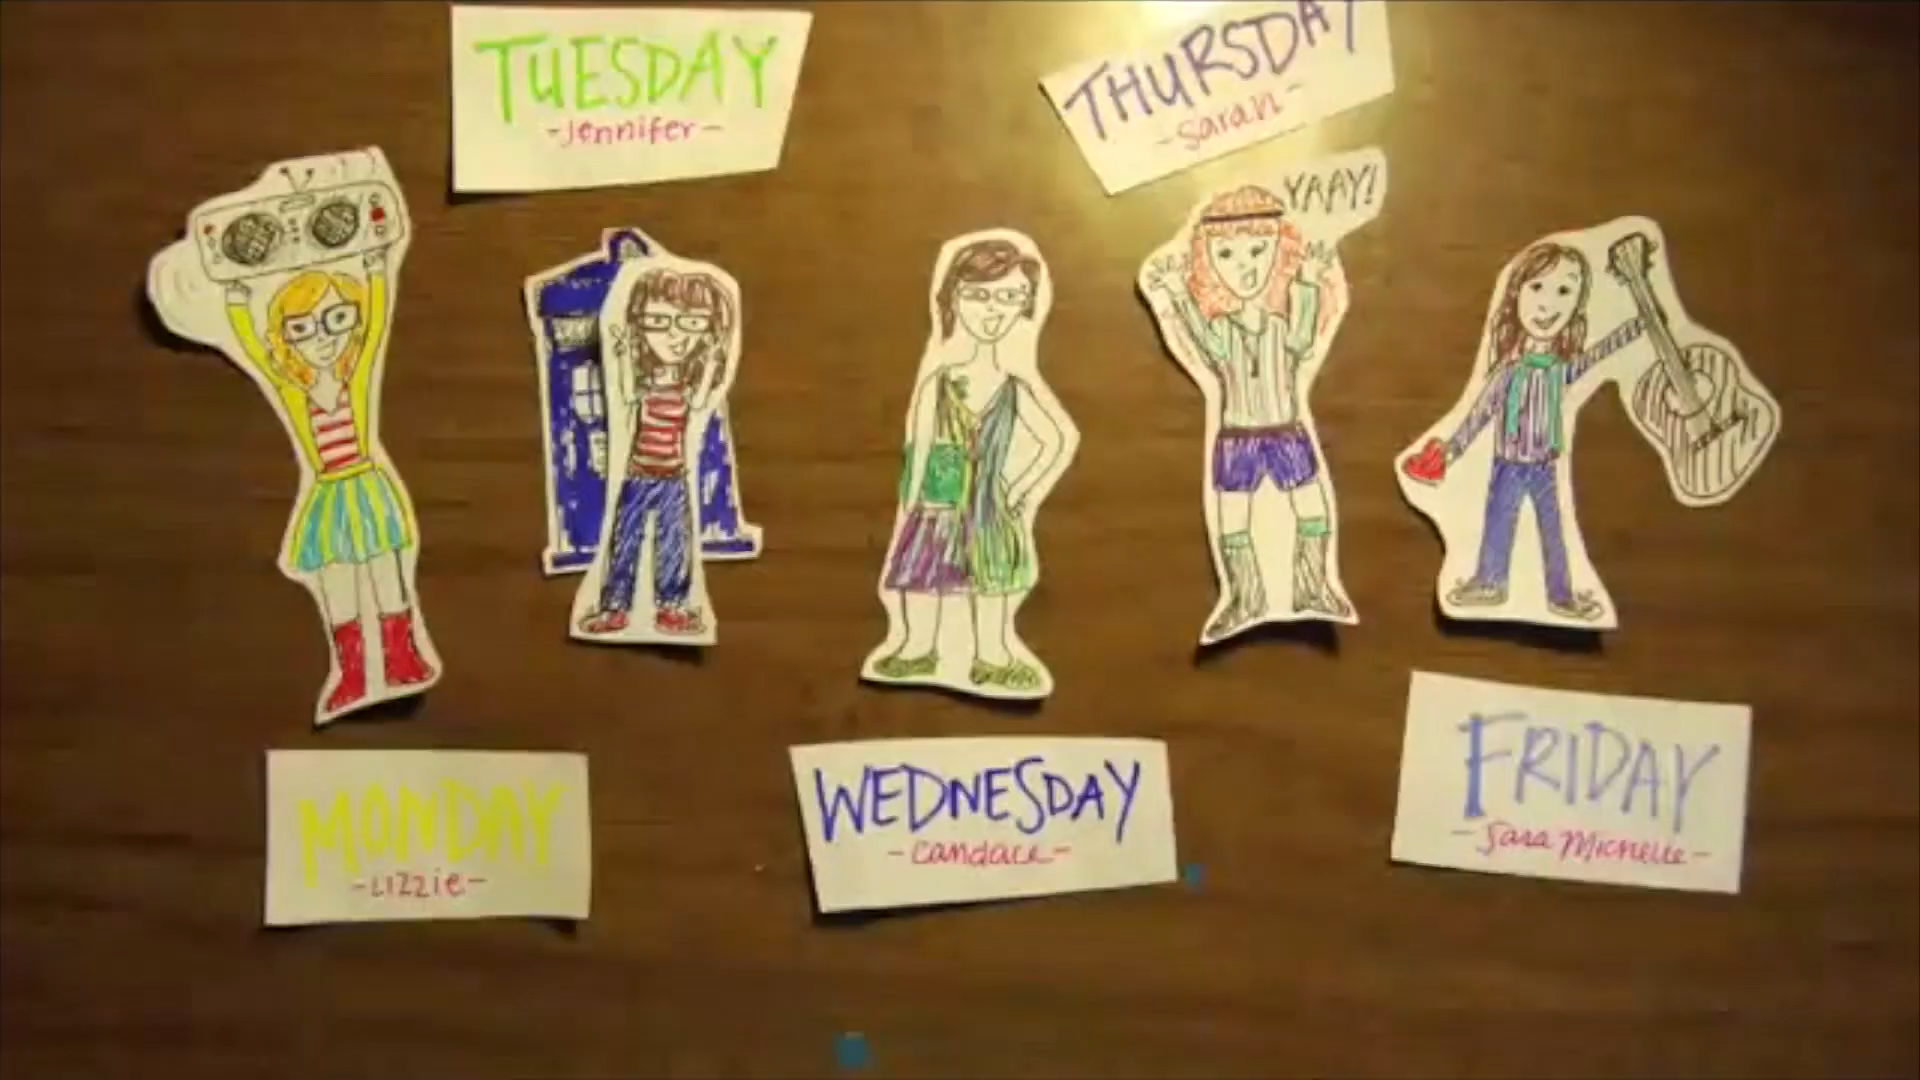 TUESDAY
-Jennifer-
THURSDAY
-Sarah-
YAAY!
MONDAY
-Lizzie-
WEDNESDAY
-candace-
FRIDAY
-Sara Michelle-